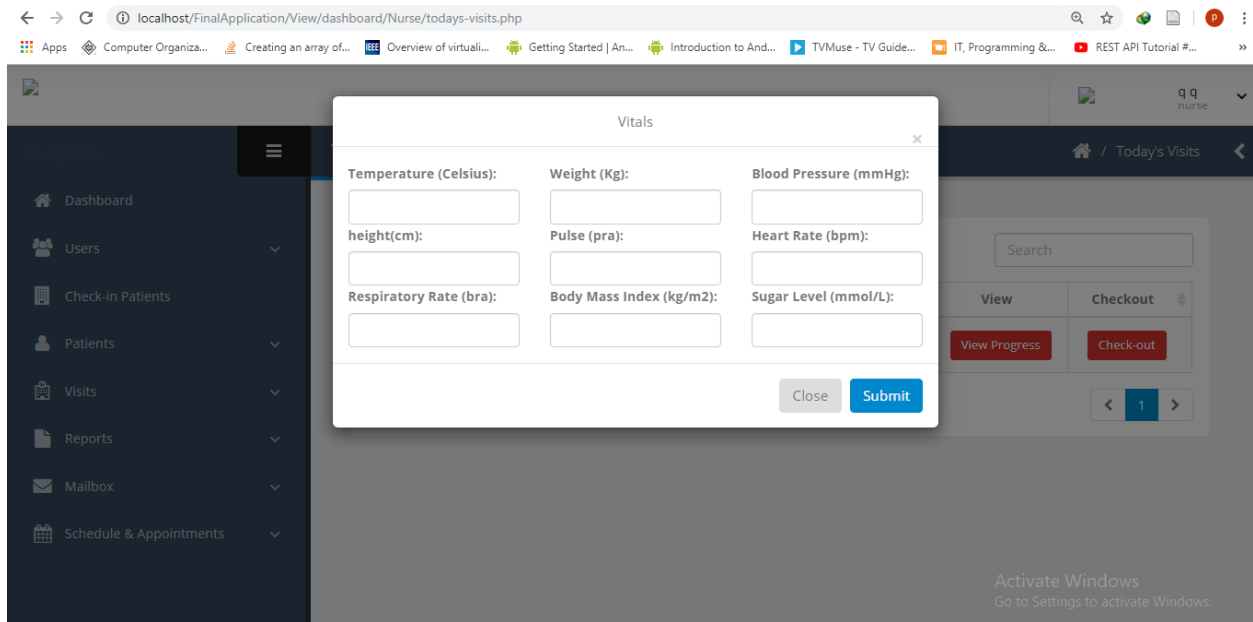 localhost/FinalApplication/View/dashboard/Nurse/todays-visits.php
P
Apps Computer Organiza... Creating an array of... IEEE Overview of virtuali... Getting Started | An... Introduction to And... TVMuse - TV Guide... IT, Programming &... REST API Tutorial #... »
q q
nurse
Navigation
/ Today's Visits
Vitals
×
Temperature (Celsius): Weight (Kg): Blood Pressure (mmHg):
height(cm): Pulse (pra): Heart Rate (bpm):
Respiratory Rate (bra): Body Mass Index (kg/m2): Sugar Level (mmol/L):
Close Submit
Dashboard
Users
Check-in Patients
Patients
Visits
Reports
Mailbox
Schedule & Appointments
Search
View Checkout
View Progress Check-out
1
Activate Windows
Go to Settings to activate Windows.